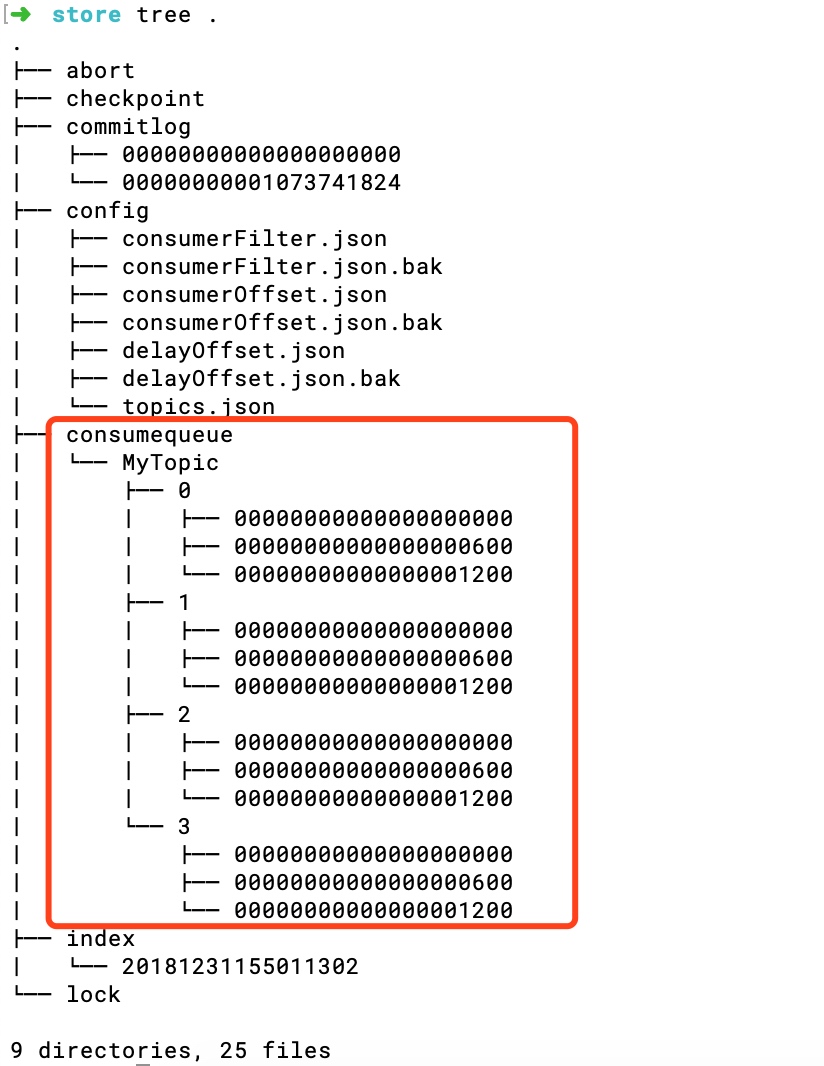 [➜ store tree .
.
├── abort
├── checkpoint
├── commitlog
│   ├── 00000000000000000000
│   └── 00000000001073741824
├── config
│   ├── consumerFilter.json
│   ├── consumerFilter.json.bak
│   ├── consumerOffset.json
│   ├── consumerOffset.json.bak
│   ├── delayOffset.json
│   ├── delayOffset.json.bak
│   └── topics.json
├── consumequeue
│   └── MyTopic
│       ├── 0
│       │   ├── 00000000000000000000
│       │   ├── 00000000000000000600
│       │   └── 00000000000000001200
│       ├── 1
│       │   ├── 00000000000000000000
│       │   ├── 00000000000000000600
│       │   └── 00000000000000001200
│       ├── 2
│       │   ├── 00000000000000000000
│       │   ├── 00000000000000000600
│       │   └── 00000000000000001200
│       └── 3
│           ├── 00000000000000000000
│           ├── 00000000000000000600
│           └── 00000000000000001200
├── index
│   └── 20181231155011302
└── lock
9 directories, 25 files